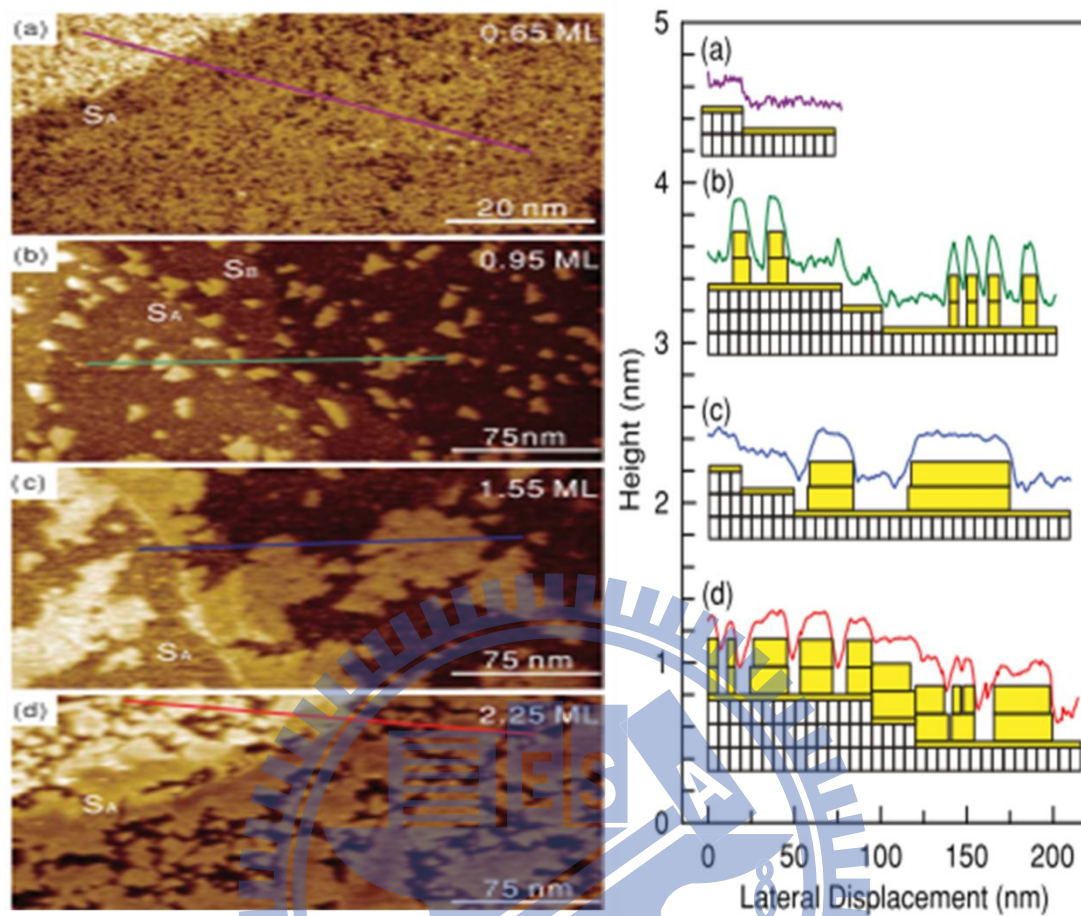 (a)
0.65 ML
SA
20 nm
(b)
SB
0.95 ML
SA
75nm
(c)
1.55 ML
SA
75 nm
(d)
2.25 ML
SA
75 nm
ESA
8
Height (nm)
5
4
3
2
1
0
(a)
(b)
(c)
(d)
0 50 100 150 200
Lateral Displacement (nm)